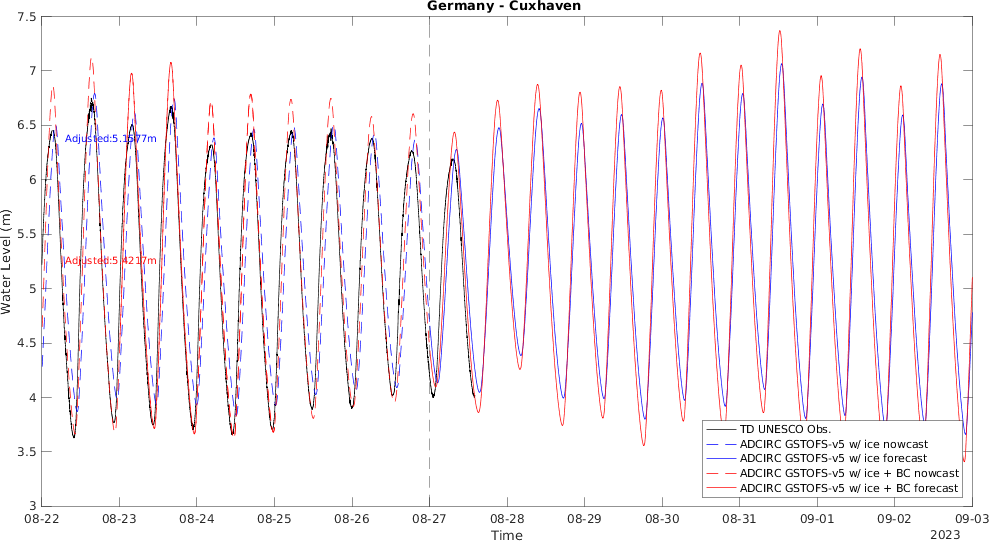 Germany - Cuxhaven
7.5
7
6.5
6
5.5
5
4.5
4
3.5
3
Water Level (m)
Adjusted:5.1577m
Adjusted:5.4217m
TD UNESCO Obs.
ADCIRC GSTOFS-v5 w/ ice nowcast
ADCIRC GSTOFS-v5 w/ ice forecast
ADCIRC GSTOFS-v5 w/ ice + BC nowcast
ADCIRC GSTOFS-v5 w/ ice + BC forecast
08-22 08-23 08-24 08-25 08-26 08-27 08-28 08-29 08-30 08-31 09-01 09-02 09-03
Time
2023